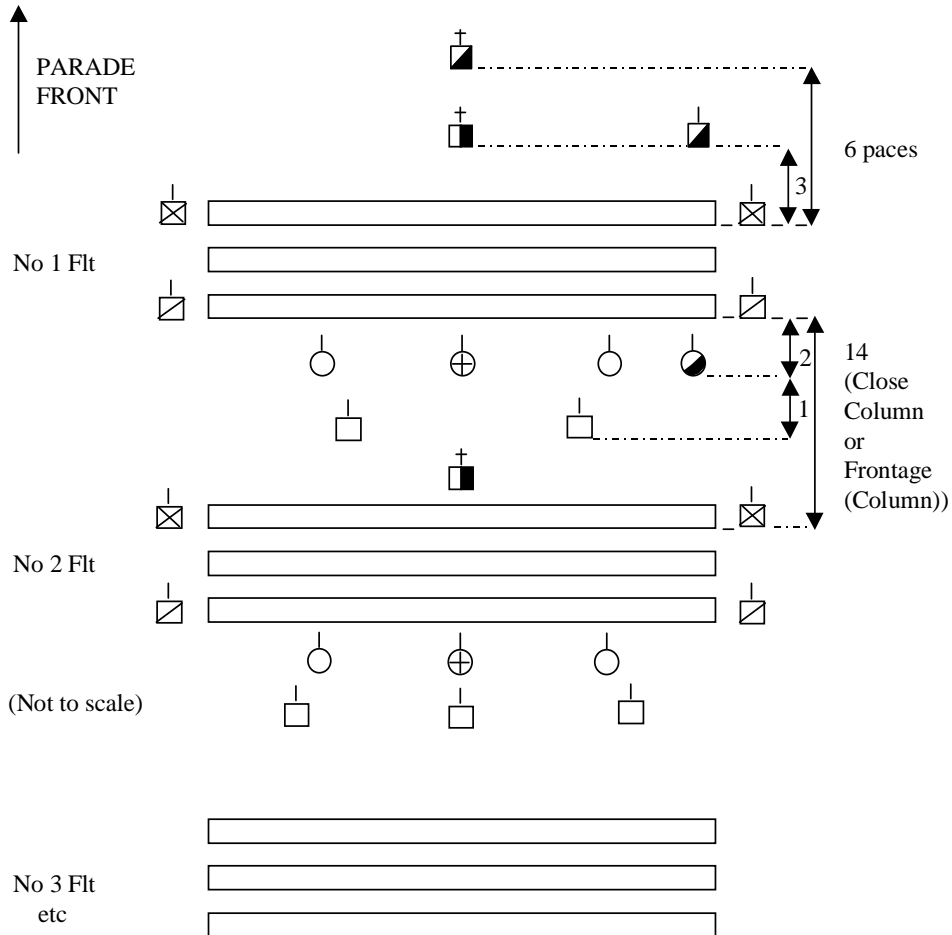 PARADE
FRONT
6 paces
3
No 1 Flt
2
14
(Close
Column
or
Frontage
(Column))
1
No 2 Flt
(Not to scale)
No 3 Flt
etc